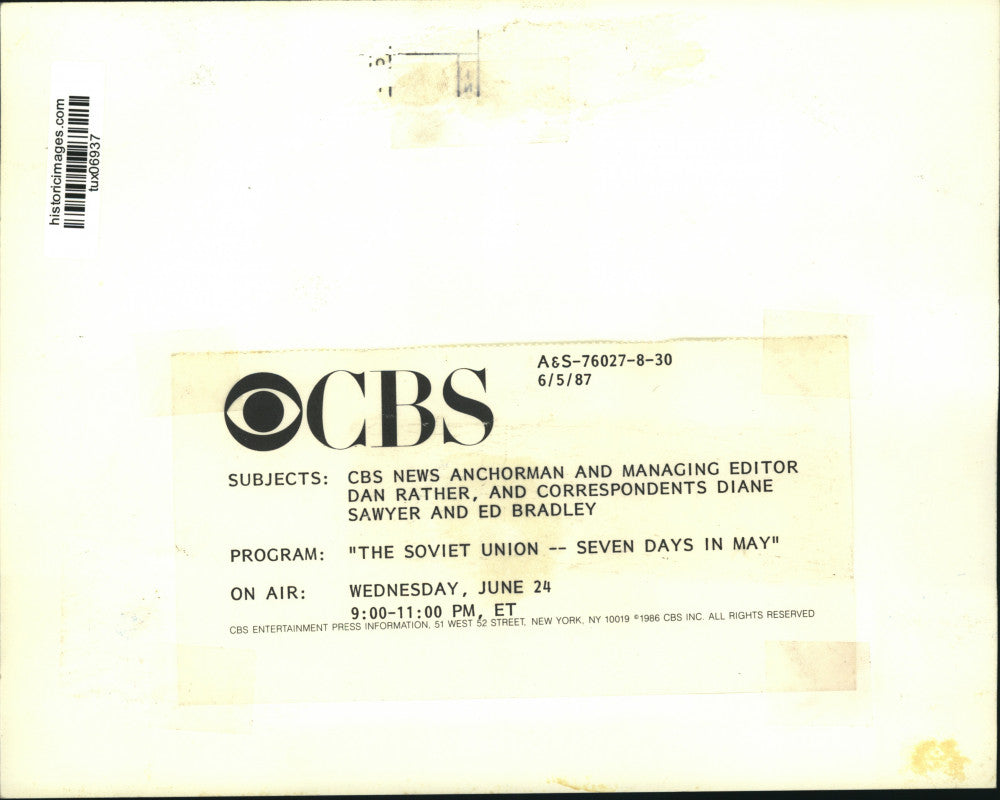 historicimages.com
tux06937
CBS
A&S-76027-8-30
6/5/87
SUBJECTS: CBS NEWS ANCHORMAN AND MANAGING EDITOR
DAN RATHER, AND CORRESPONDENTS DIANE
SAWYER AND ED BRADLEY
PROGRAM: "THE SOVIET UNION -- SEVEN DAYS IN MAY"
ON AIR: WEDNESDAY, JUNE 24
9:00-11:00 PM, ET
CBS ENTERTAINMENT PRESS INFORMATION, 51 WEST 52 STREET, NEW YORK, NY 10019 ©1986 CBS INC. ALL RIGHTS RESERVED